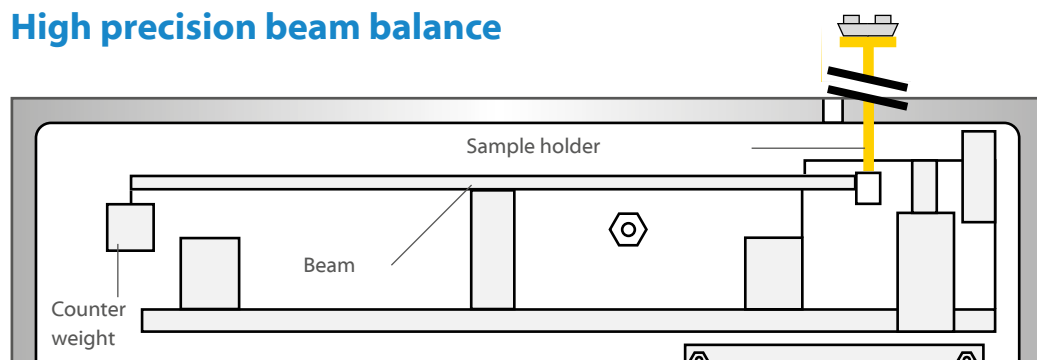 High precision beam balance
Sample holder
Beam
Counter
weight